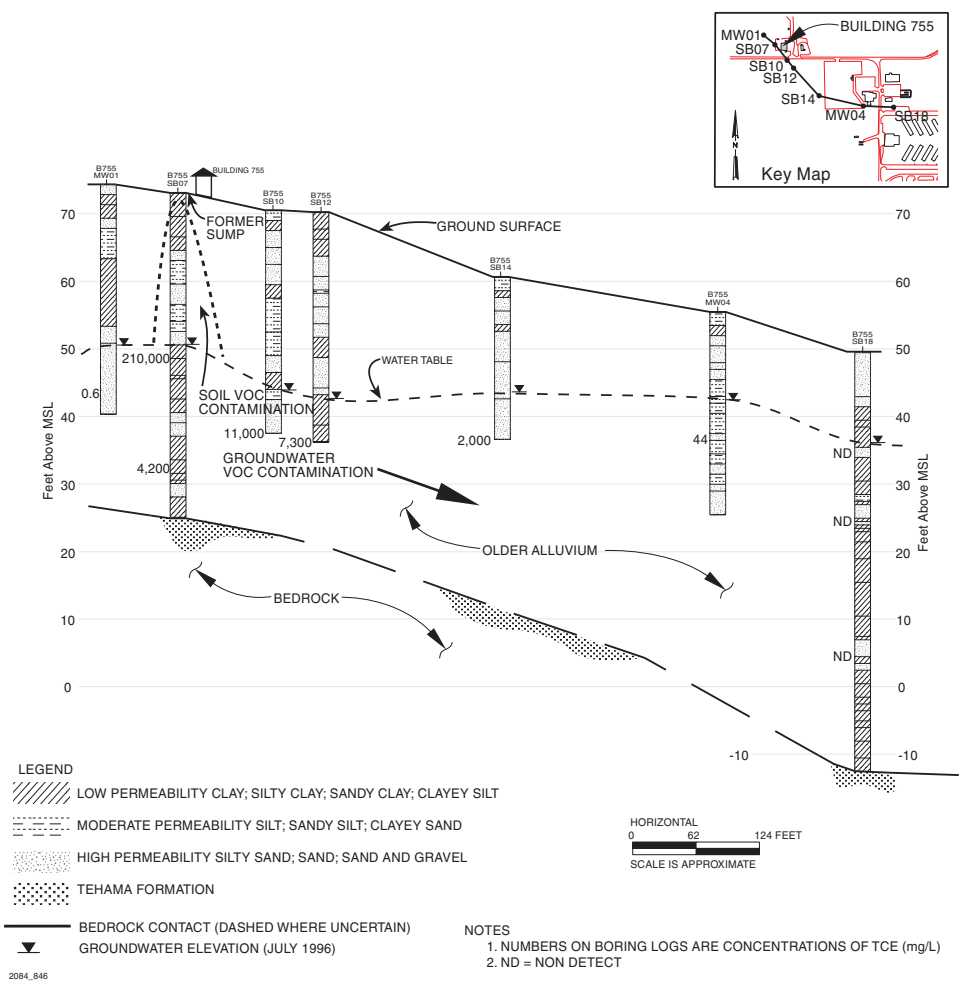 BUILDING 755
MW01
SB07
SB10
SB12
SB14
MW04
SB18
N
Key Map
B755
MW01
B755
SB07
BUILDING 755
B755
SB10
B755
SB12
FORMER
SUMP
GROUND SURFACE
B755
SB14
B755
MW04
B755
SB18
70
70
60
60
50
50
40
40
30
30
20
20
10
10
0
0
-10
-10
Feet Above MSL
Feet Above MSL
210,000
WATER TABLE
0.6
SOIL VOC
CONTAMINATION
11,000
7,300
2,000
44
ND
4,200
GROUNDWATER
VOC CONTAMINATION
ND
OLDER ALLUVIUM
BEDROCK
ND
LEGEND
LOW PERMEABILITY CLAY; SILTY CLAY; SANDY CLAY; CLAYEY SILT
MODERATE PERMEABILITY SILT; SANDY SILT; CLAYEY SAND
HIGH PERMEABILITY SILTY SAND; SAND; SAND AND GRAVEL
TEHAMA FORMATION
BEDROCK CONTACT (DASHED WHERE UNCERTAIN)
GROUNDWATER ELEVATION (JULY 1996)
HORIZONTAL
0 62 124 FEET
SCALE IS APPROXIMATE
NOTES
1. NUMBERS ON BORING LOGS ARE CONCENTRATIONS OF TCE (mg/L)
2. ND = NON DETECT
2084_846